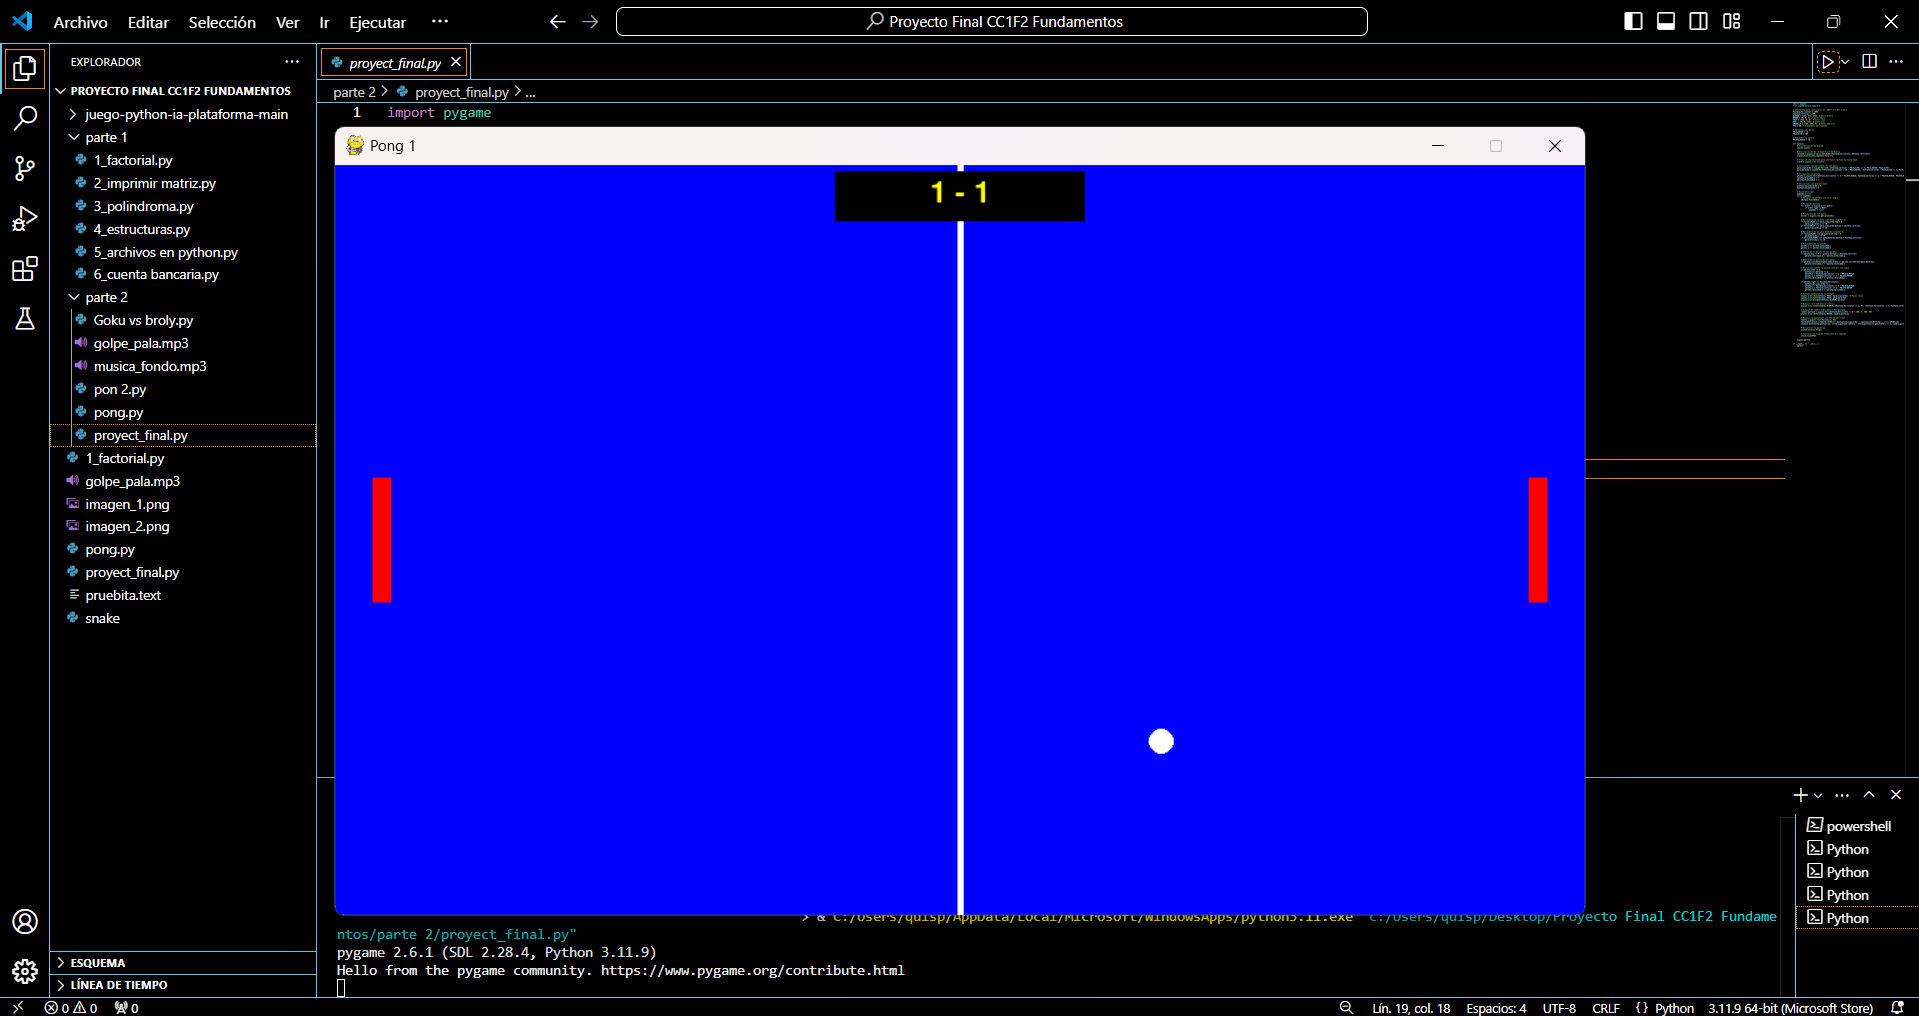 Archivo Editar Selección Ver Ir Ejecutar ··· Proyecto Final CC1F2 Fundamentos
EXPLORADOR
PROYECTO FINAL CC1F2 FUNDAMENTOS
juego-python-ia-plataforma-main
parte 1
1_factorial.py
2_imprimir matriz.py
3_polindroma.py
4_estructuras.py
5_archivos en python.py
6_cuenta bancaria.py
parte 2
Goku vs broly.py
golpe_pala.mp3
musica_fondo.mp3
pon 2.py
pong.py
proyect_final.py
1_factorial.py
golpe_pala.mp3
imagen_1.png
imagen_2.png
pong.py
proyect_final.py
pruebita.text
snake
ESQUEMA
LÍNEA DE TIEMPO
proyect_final.py
parte 2 > proyect_final.py > ...
1 import pygame
Pong 1
1 - 1
> & C:/Users/quisp/AppData/Local/Microsoft/WindowsApps/python3.11.exe "c:/Users/quisp/Desktop/Proyecto Final CC1F2 Fundame
ntos/parte 2/proyect_final.py"
pygame 2.6.1 (SDL 2.28.4, Python 3.11.9)
Hello from the pygame community. https://www.pygame.org/contribute.html
powershell
Python
Python
Python
Python
0 0 0 Lín. 19, col. 18 Espacios: 4 UTF-8 CRLF {} Python 3.11.9 64-bit (Microsoft Store)